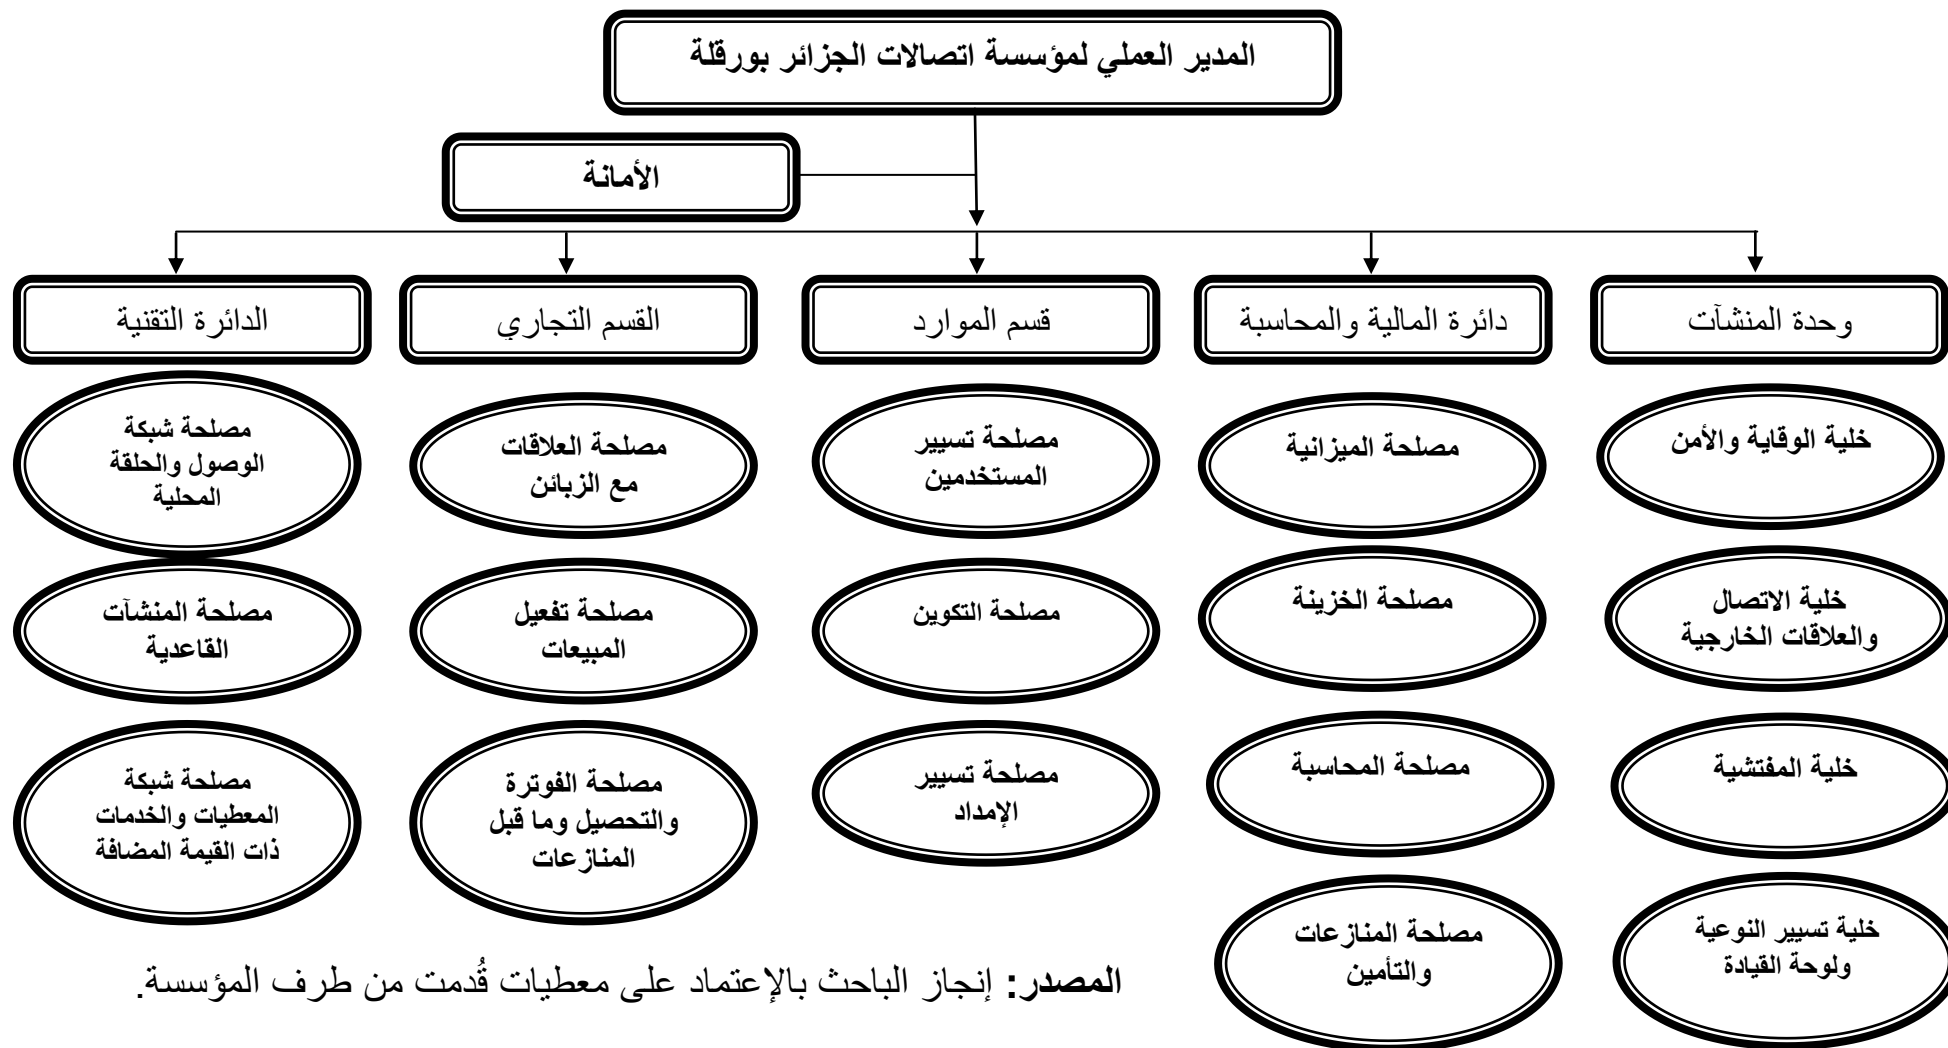 المدير العملي لمؤسسة اتصالات الجزائر بورقلة
الأمانة
وحدة المنشآت
دائرة المالية والمحاسبة
قسم الموارد
القسم التجاري
الدائرة التقنية
خلية الوقاية والأمن
مصلحة الميزانية
مصلحة تسيير
المستخدمين
مصلحة العلاقات
مع الزبائن
مصلحة شبكة
الوصول والحلقة
المحلية
خلية الاتصال
والعلاقات الخارجية
مصلحة الخزينة
مصلحة التكوين
مصلحة تفعيل
المبيعات
مصلحة المنشآت
القاعدية
خلية المفتشية
مصلحة المحاسبة
مصلحة تسيير
الإمداد
مصلحة الفوترة
والتحصيل وما قبل
المنازعات
مصلحة شبكة
المعطيات والخدمات
ذات القيمة المضافة
خلية تسيير النوعية
ولوحة القيادة
مصلحة المنازعات
والتأمين
المصدر: إنجاز الباحث بالإعتماد على معطيات قُدمت من طرف المؤسسة.